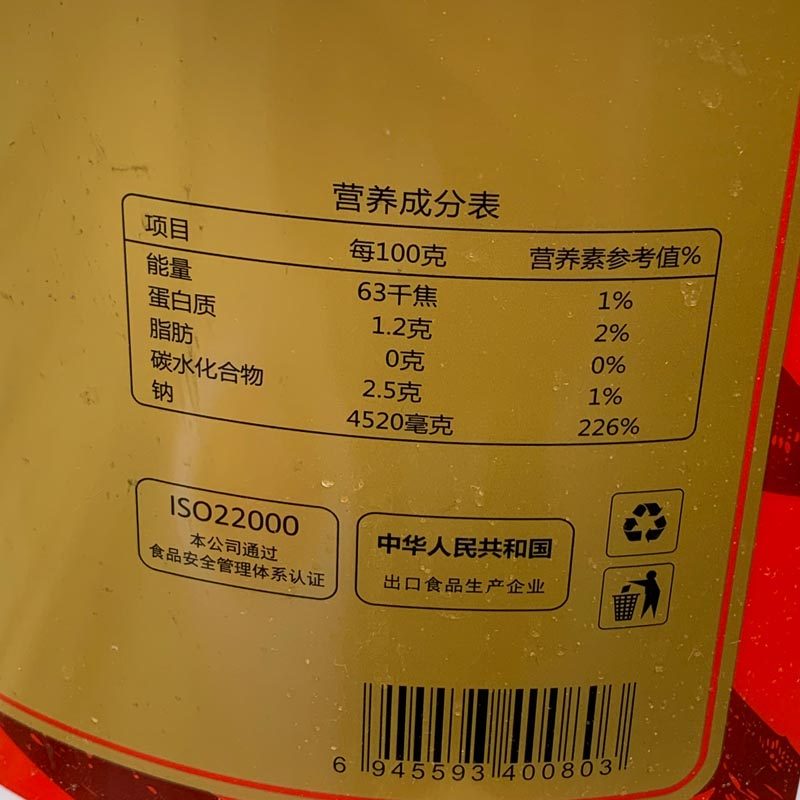 营养成分表
项目 每100克 营养素参考值%
能量 63千焦 1%
蛋白质 1.2克 2%
脂肪 0克 0%
碳水化合物 2.5克 1%
钠 4520毫克 226%
ISO22000
本公司通过
食品安全管理体系认证
中华人民共和国
出口食品生产企业
6 945593 400803